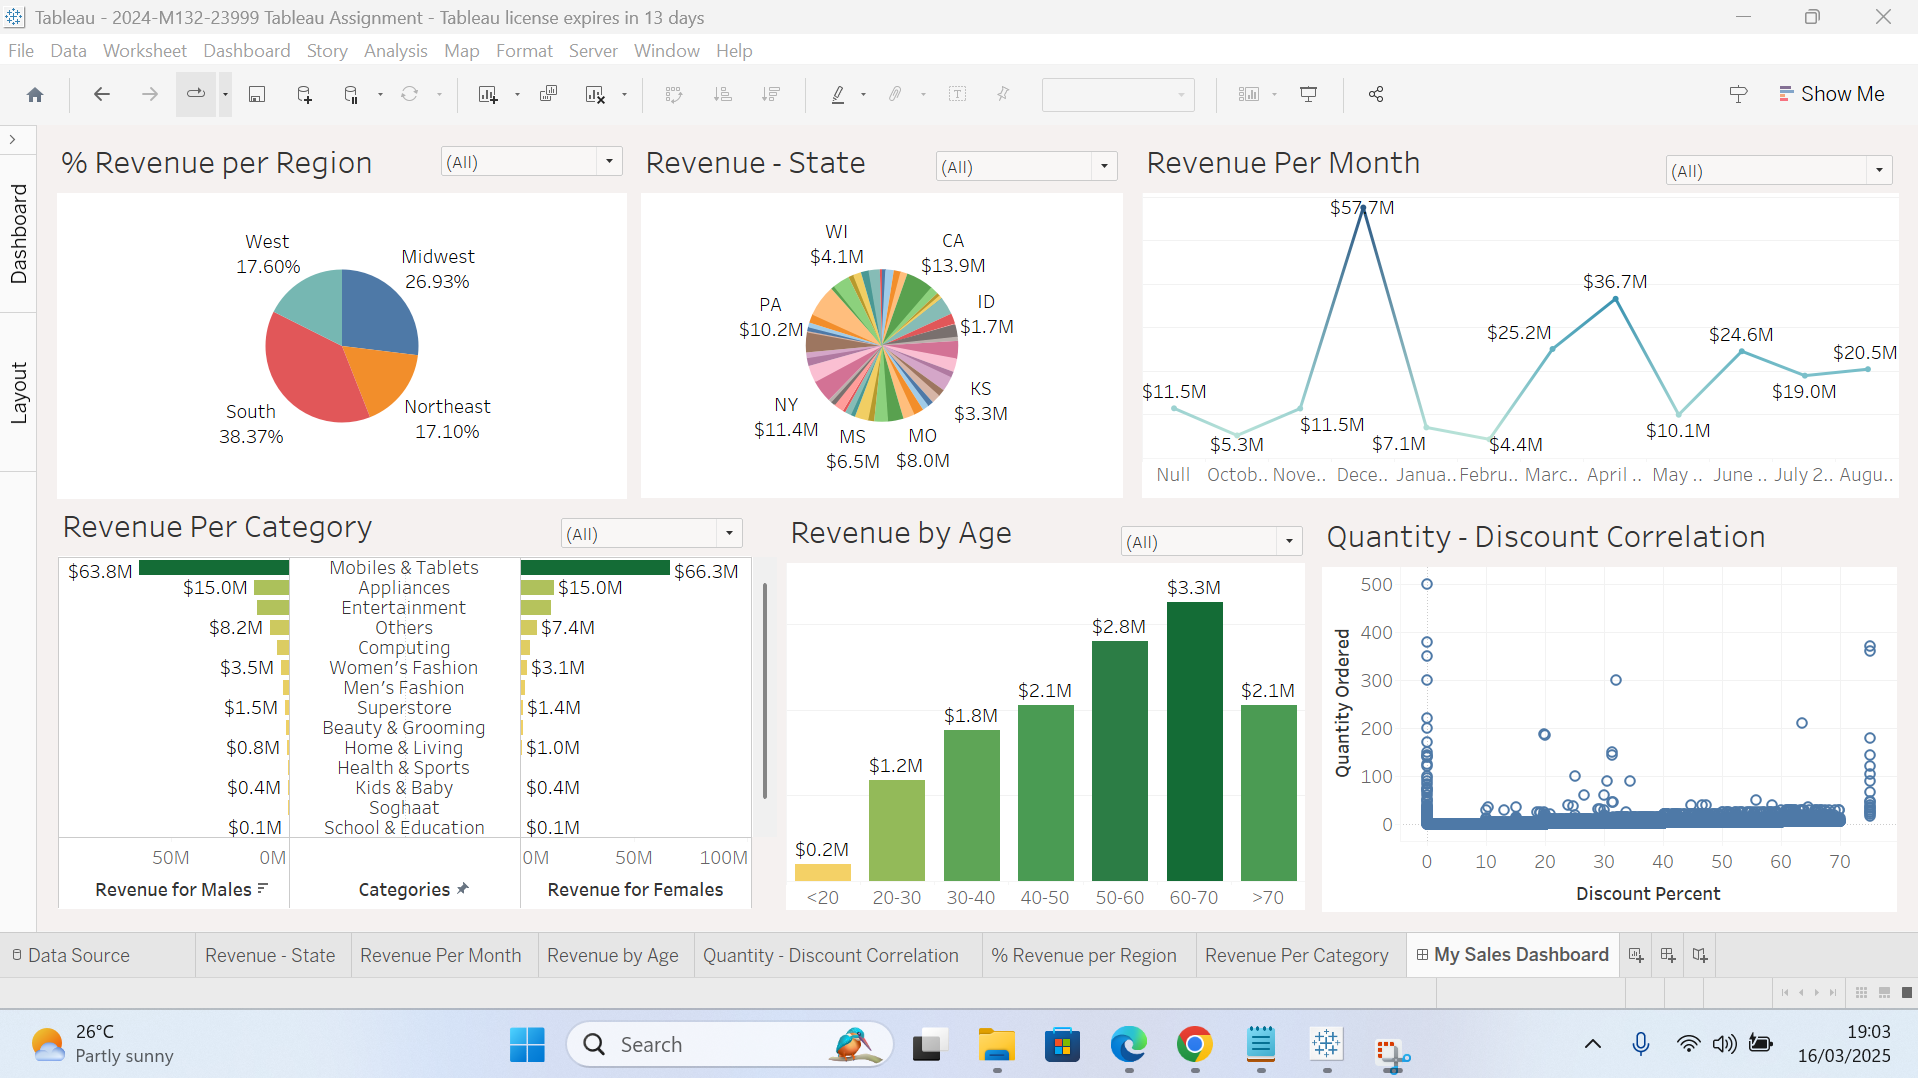 Tableau - 2024-M132-23999 Tableau Assignment - Tableau license expires in 13 days
File Data Worksheet Dashboard Story Analysis Map Format Server Window Help
Show Me
Dashboard
Layout
% Revenue per Region
(All)
West
17.60%
Midwest
26.93%
South
38.37%
Northeast
17.10%
Revenue - State
(All)
WI
$4.1M
CA
$13.9M
PA
$10.2M
ID
$1.7M
NY
$11.4M
KS
$3.3M
MS
$6.5M
MO
$8.0M
Revenue Per Month
(All)
$57.7M
$36.7M
$25.2M
$24.6M
$20.5M
$11.5M
$19.0M
$11.5M
$5.3M
$7.1M
$4.4M
$10.1M
Null Octob.. Nove.. Dece.. Janua.. Febru.. Marc.. April .. May .. June .. July 2.. Augu..
Revenue Per Category
(All)
$63.8M Mobiles & Tablets $66.3M
$15.0M Appliances $15.0M
Entertainment
$8.2M Others $7.4M
Computing
$3.5M Women's Fashion $3.1M
Men's Fashion
$1.5M Superstore $1.4M
Beauty & Grooming
$0.8M Home & Living $1.0M
Health & Sports
$0.4M Kids & Baby $0.4M
Soghaat
$0.1M School & Education $0.1M
50M 0M 0M 50M 100M
Revenue for Males Categories Revenue for Females
Revenue by Age
(All)
$3.3M
$2.8M
$2.1M
$2.1M
$1.8M
$1.2M
$0.2M
<20 20-30 30-40 40-50 50-60 60-70 >70
Quantity - Discount Correlation
Quantity Ordered
500
400
300
200
100
0
0 10 20 30 40 50 60 70
Discount Percent
Data Source Revenue - State Revenue Per Month Revenue by Age Quantity - Discount Correlation % Revenue per Region Revenue Per Category My Sales Dashboard
26°C
Partly sunny
Search
19:03
16/03/2025